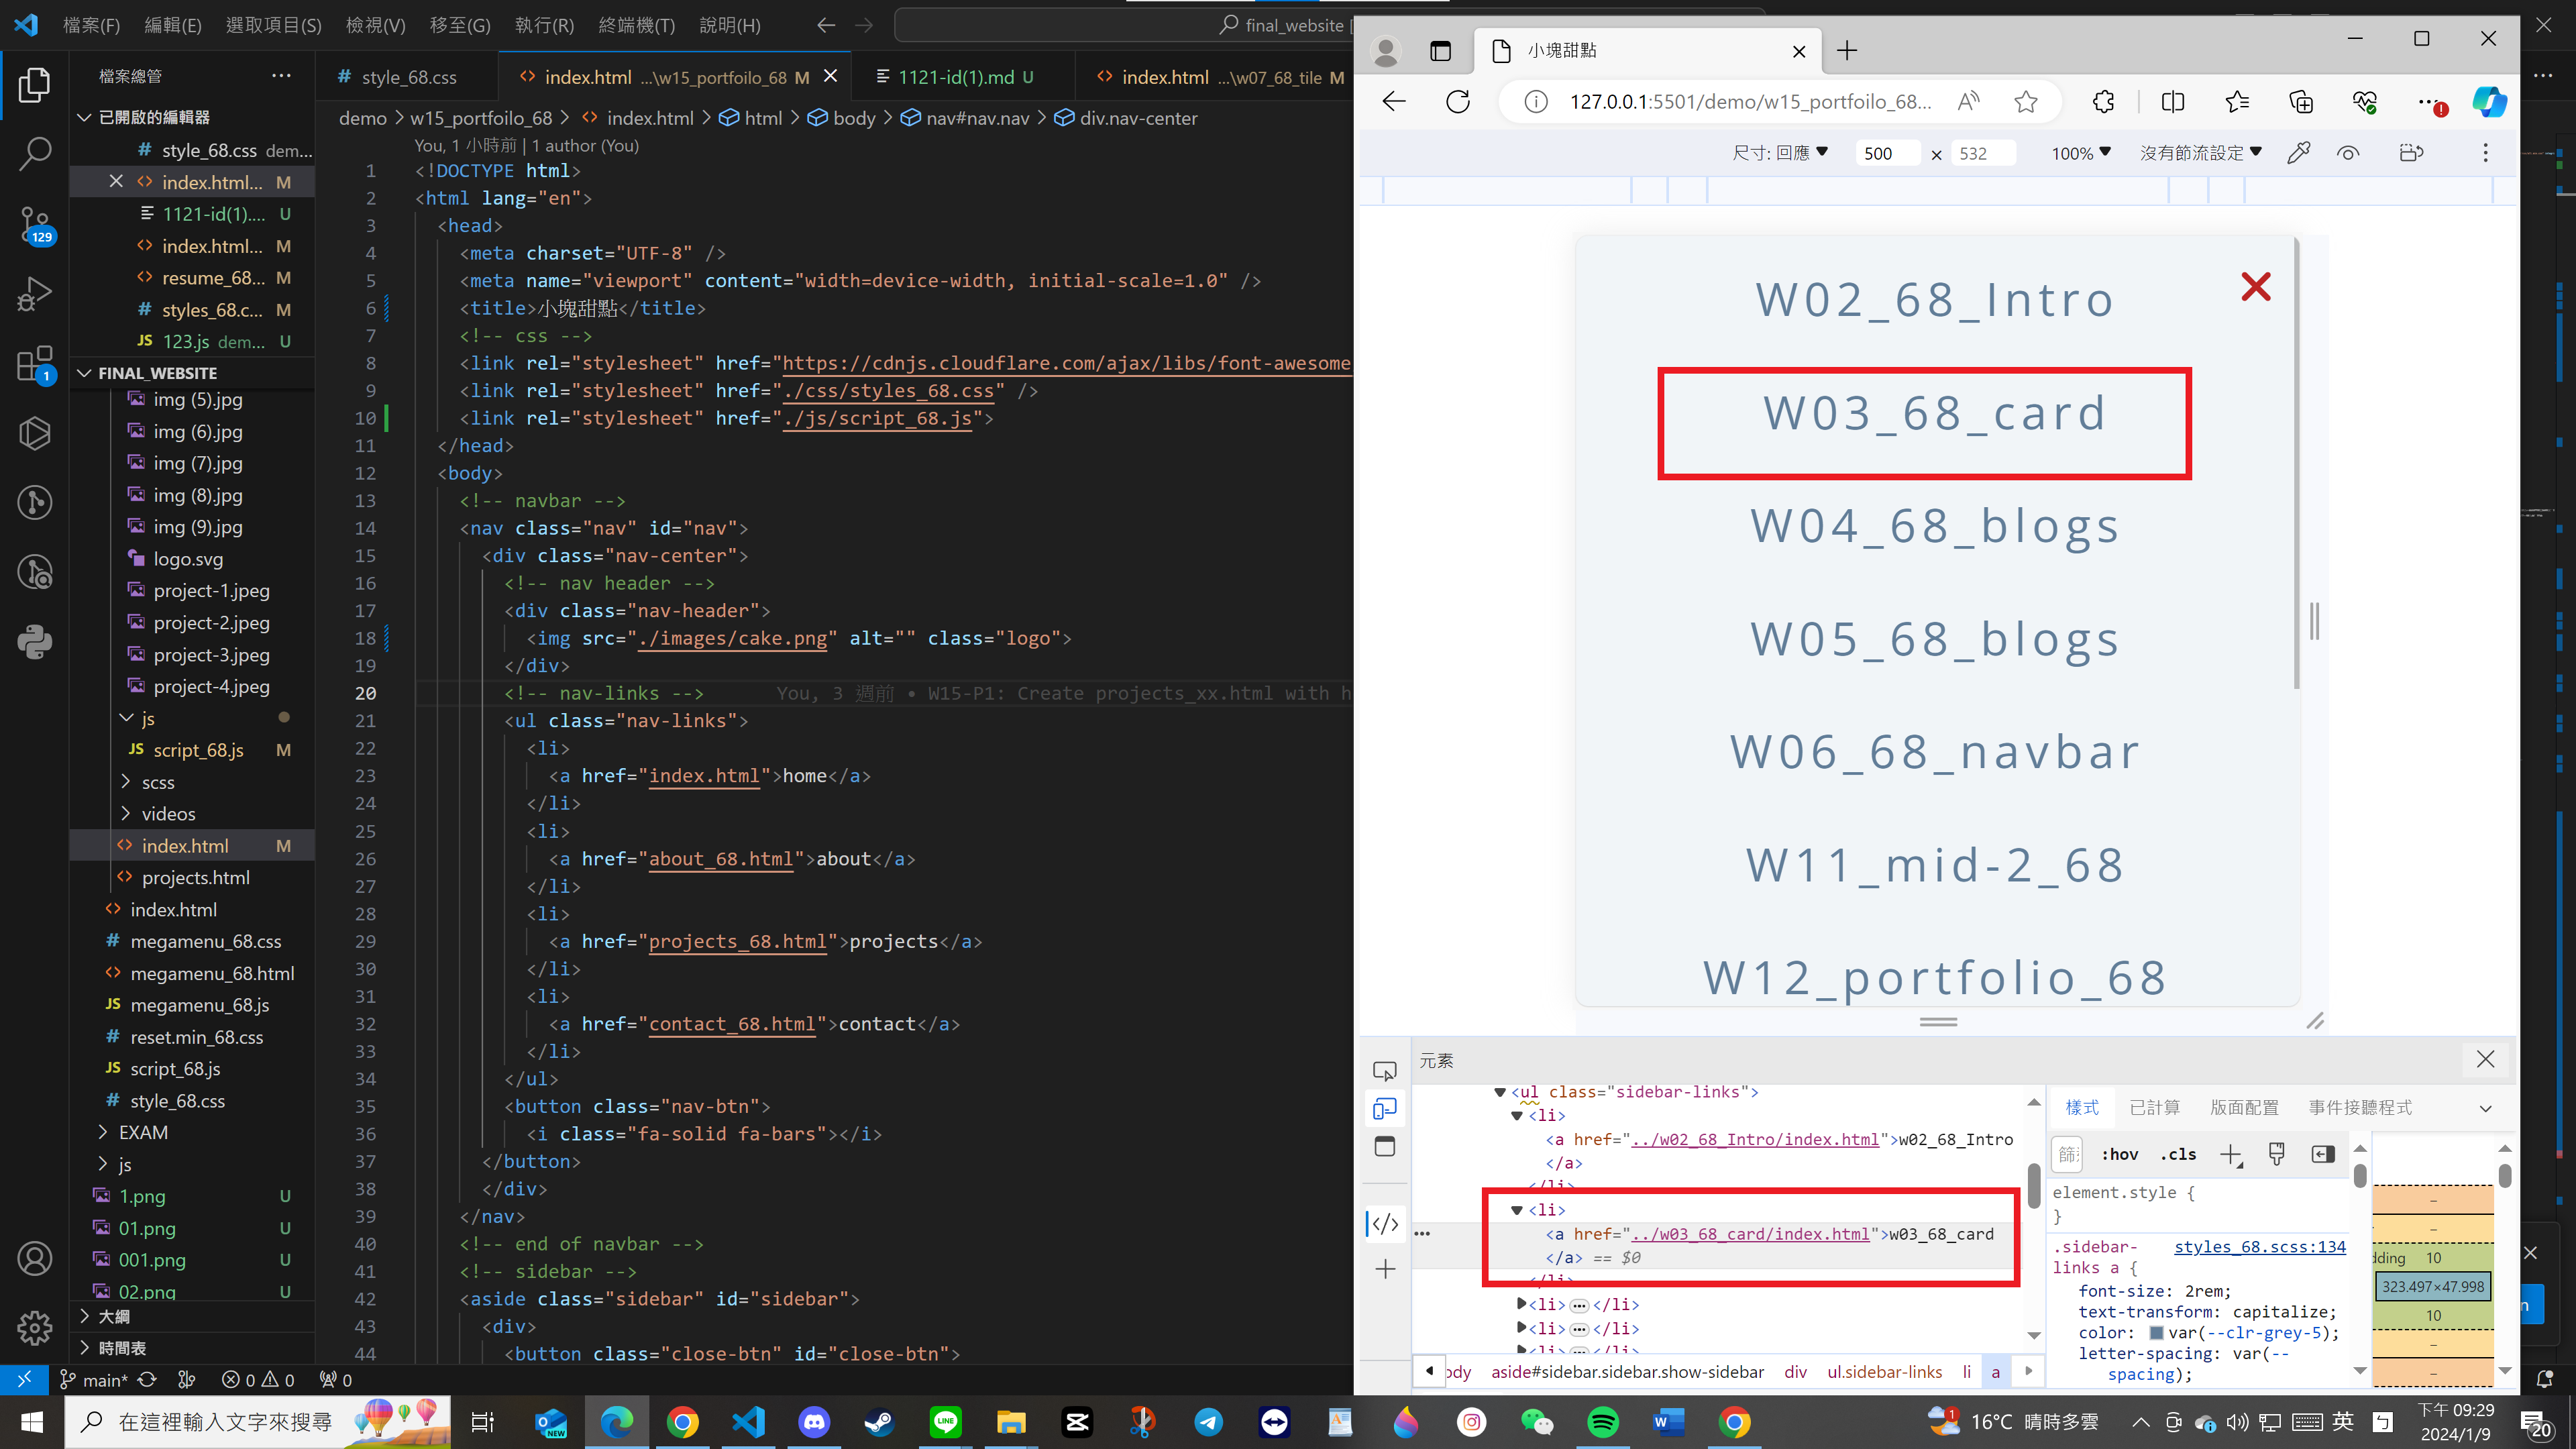 檔案(F) 編輯(E) 選取項目(S) 檢視(V) 移至(G) 執行(R) 終端機(T) 說明(H)
final_website [
檔案總管
已開啟的編輯器
style_68.css dem...
index.html... M
1121-id(1).... U
index.html... M
resume_68... M
styles_68.c... M
JS 123.js dem... U
FINAL_WEBSITE
img (5).jpg
img (6).jpg
img (7).jpg
img (8).jpg
img (9).jpg
logo.svg
project-1.jpeg
project-2.jpeg
project-3.jpeg
project-4.jpeg
js
JS script_68.js M
scss
videos
index.html M
projects.html
index.html
# megamenu_68.css
megamenu_68.html
JS megamenu_68.js
# reset.min_68.css
JS script_68.js
# style_68.css
EXAM
js
1.png U
01.png U
001.png U
02.png U
大綱
時間表
129
1
# style_68.css
index.html ...\w15_portfoilo_68 M
1121-id(1).md U
index.html ...\w07_68_tile M
demo > w15_portfoilo_68 > index.html > html > body > nav#nav.nav > div.nav-center
You, 1 小時前 | 1 author (You)
1 <!DOCTYPE html>
2 <html lang="en">
3 <head>
4 <meta charset="UTF-8" />
5 <meta name="viewport" content="width=device-width, initial-scale=1.0" />
6 <title>小塊甜點</title>
7 <!-- css -->
8 <link rel="stylesheet" href="https://cdnjs.cloudflare.com/ajax/libs/font-awesome
9 <link rel="stylesheet" href="./css/styles_68.css" />
10 <link rel="stylesheet" href="./js/script_68.js">
11 </head>
12 <body>
13 <!-- navbar -->
14 <nav class="nav" id="nav">
15 <div class="nav-center">
16 <!-- nav header -->
17 <div class="nav-header">
18 <img src="./images/cake.png" alt="" class="logo">
19 </div>
20 <!-- nav-links --> You, 3 週前 • W15-P1: Create projects_xx.html with h
21 <ul class="nav-links">
22 <li>
23 <a href="index.html">home</a>
24 </li>
25 <li>
26 <a href="about_68.html">about</a>
27 </li>
28 <li>
29 <a href="projects_68.html">projects</a>
30 </li>
31 <li>
32 <a href="contact_68.html">contact</a>
33 </li>
34 </ul>
35 <button class="nav-btn">
36 <i class="fa-solid fa-bars"></i>
37 </button>
38 </div>
39 </nav>
40 <!-- end of navbar -->
41 <!-- sidebar -->
42 <aside class="sidebar" id="sidebar">
43 <div>
44 <button class="close-btn" id="close-btn">
main* 0 0 0
小塊甜點
127.0.0.1:5501/demo/w15_portfoilo_68...
尺寸: 回應 500 × 532 100% 沒有節流設定
W02_68_Intro
W03_68_card
W04_68_blogs
W05_68_blogs
W06_68_navbar
W11_mid-2_68
W12_portfolio_68
元素
<ul class="sidebar-links">
<li>
<a href="../w02_68_Intro/index.html">w02_68_Intro
</a>
</li>
<li>
<a href="../w03_68_card/index.html">w03_68_card
</a> == $0
</li>
<li> ... </li>
<li> ... </li>
<li> ... </li>
ody aside#sidebar.sidebar.show-sidebar div ul.sidebar-links li a
樣式 已計算 版面配置 事件接聽程式
:hov .cls
element.style {
}
.sidebar-links a { styles_68.scss:134
font-size: 2rem;
text-transform: capitalize;
color: var(--clr-grey-5);
letter-spacing: var(--
spacing);
dding 10
323.497×47.998
10
在這裡輸入文字來搜尋
16°C 晴時多雲
英
下午 09:29
2024/1/9
20